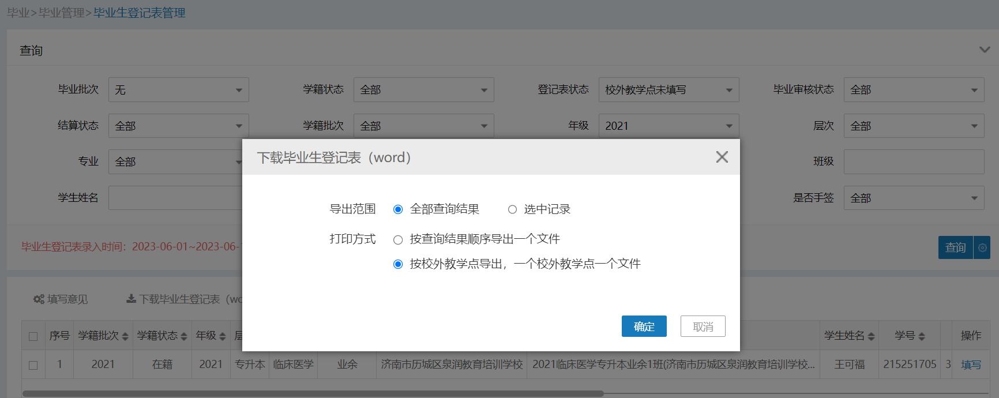 毕业>毕业管理>毕业生登记表管理
查询
毕业批次 无 学籍状态 全部 登记表状态 校外教学点未填写 毕业审核状态 全部
结算状态 全部 学籍批次 全部 年级 2021 层次 全部
专业 全部 班级
学生姓名 是否手签 全部
下载毕业生登记表（word）
导出范围 全部查询结果 选中记录
打印方式 按查询结果顺序导出一个文件
按校外教学点导出，一个校外教学点一个文件
确定 取消
毕业生登记表录入时间：2023-06-01~2023-06-
查询
填写意见 下载毕业生登记表（wo
序号 学籍批次 学籍状态 年级 学生姓名 学号 操作
1 2021 在籍 2021 专升本 临床医学 业余 济南市历城区泉润教育培训学校 2021临床医学专升本业余1班(济南市历城区泉润教育培训学校... 王可福 215251705 3 填写